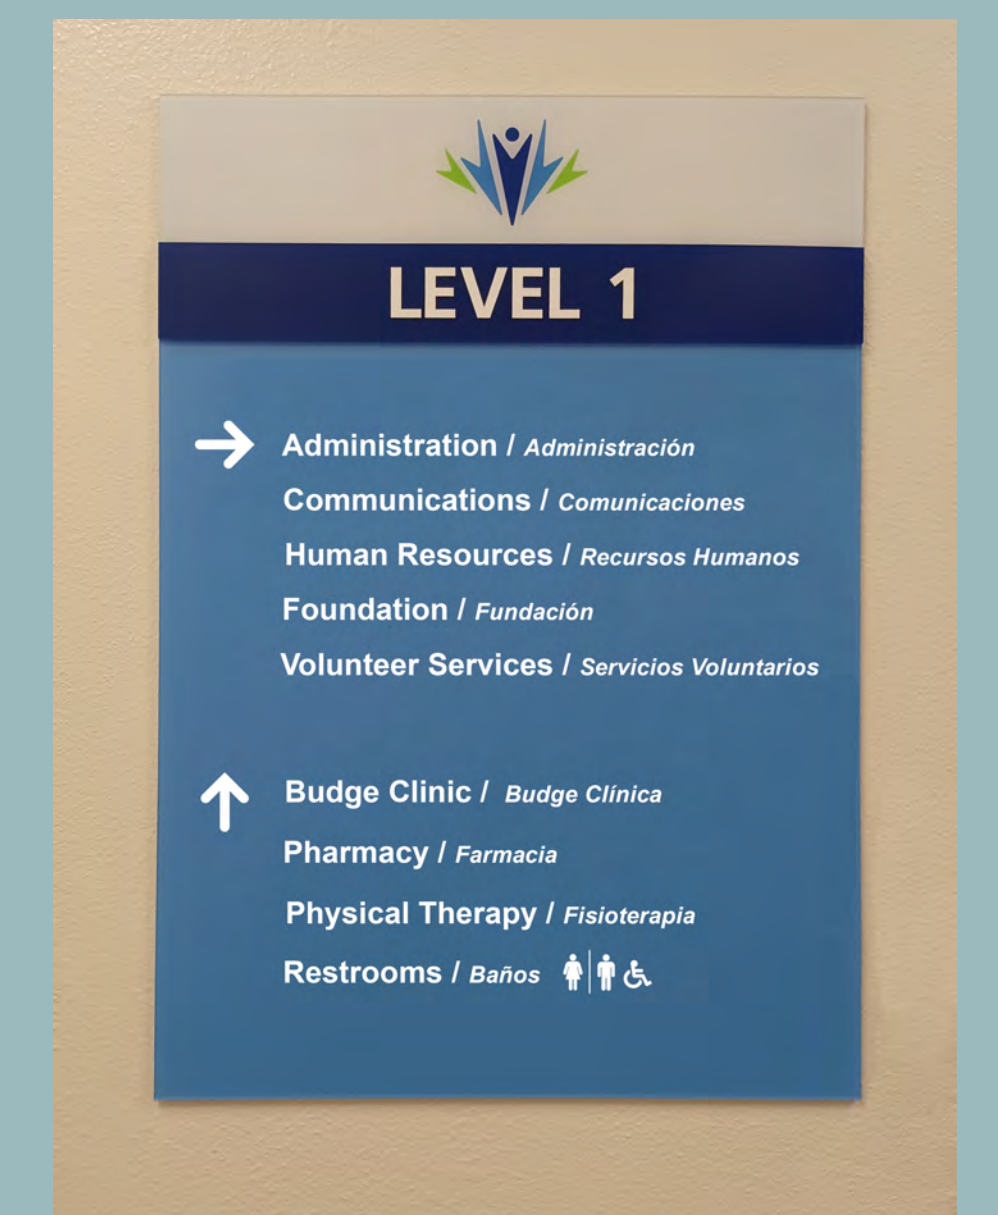 LEVEL 1
Administration / Administración
Communications / Comunicaciones
Human Resources / Recursos Humanos
Foundation / Fundación
Volunteer Services / Servicios Voluntarios
Budge Clinic / Budge Clínica
Pharmacy / Farmacia
Physical Therapy / Fisioterapia
Restrooms / Baños